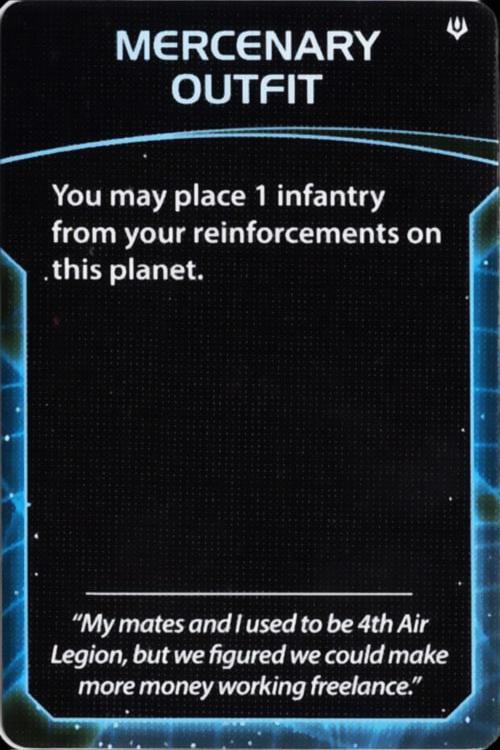 MERCENARY
OUTFIT
You may place 1 infantry
from your reinforcements on
this planet.
“My mates and I used to be 4th Air
Legion, but we figured we could make
more money working freelance.”